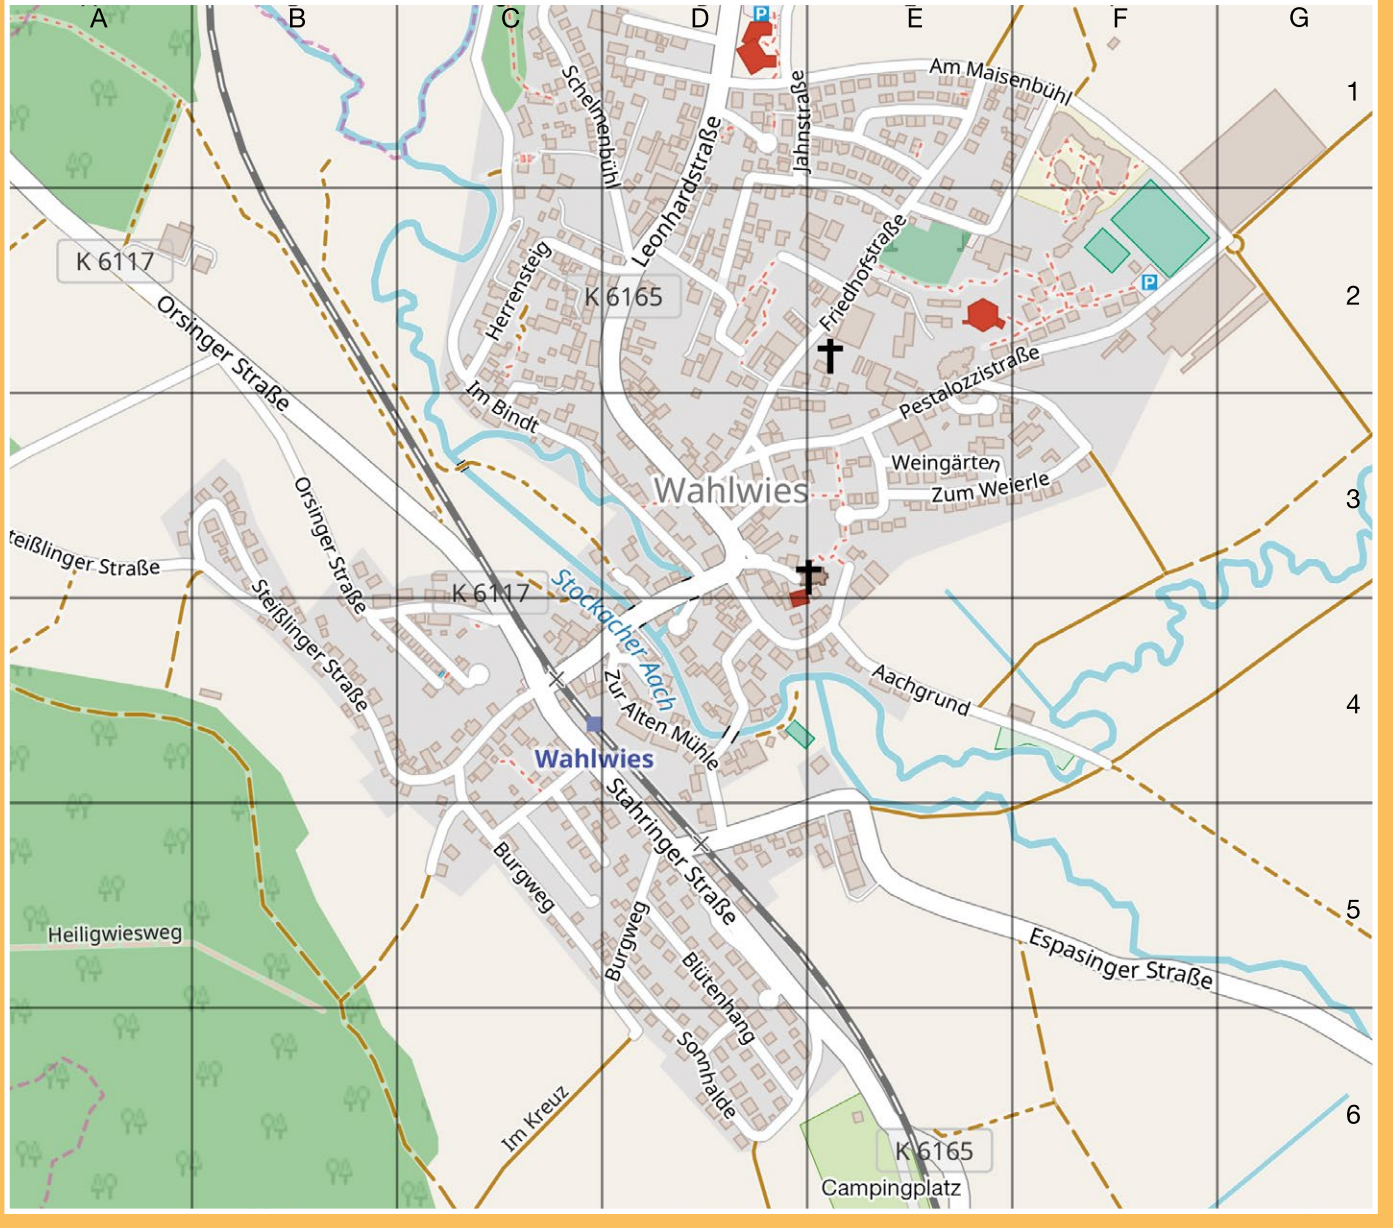 A B C D E F G
P
Am Maisenbühl
1
Schelmenbühl
Jahnstraße
Leonhardstraße
K 6117
Herrensteig
K 6165
Friedhofstraße
P
2
Orsinger Straße
Pestalozzistraße
Im Bindt
Weingärten
Wahlwies
Zum Weierle
3
Orsinger Straße
teißlinger Straße
K 6117
Stockacher Aach
Steißlinger Straße
Zur Alten Mühle
Aachgrund
4
Wahlwies
Stahringer Straße
Burgweg
5
Heiligwiesweg
Burgweg
Blütenhang
Espasinger Straße
Sonnhalde
Im Kreuz
6
K 6165
Campingplatz